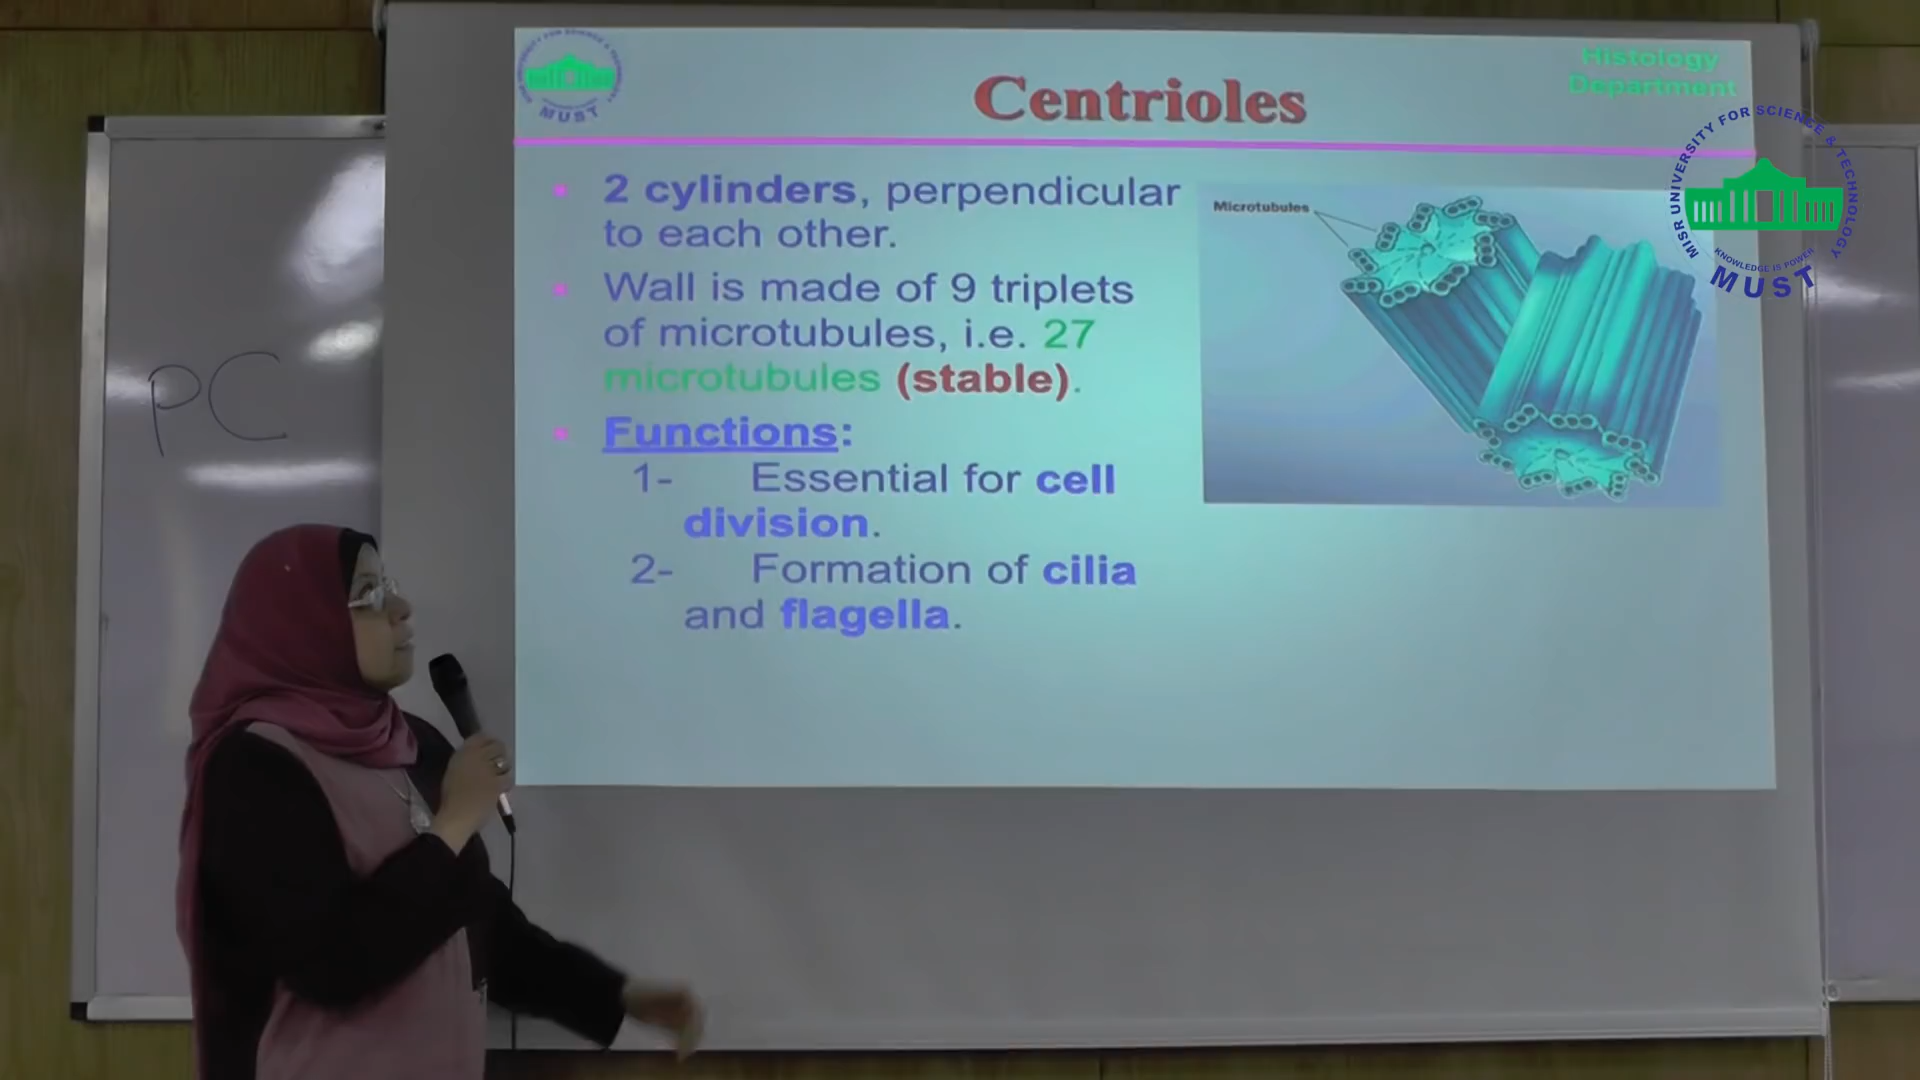 Histology
Department
Centrioles
MUST
• 2 cylinders, perpendicular
to each other.
• Wall is made of 9 triplets
of microtubules, i.e. 27
microtubules (stable).
• Functions:
1- Essential for cell
division.
2- Formation of cilia
and flagella.
Microtubules
MISR UNIVERSITY FOR SCIENCE & TECHNOLOGY
KNOWLEDGE IS POWER
MUST
PC